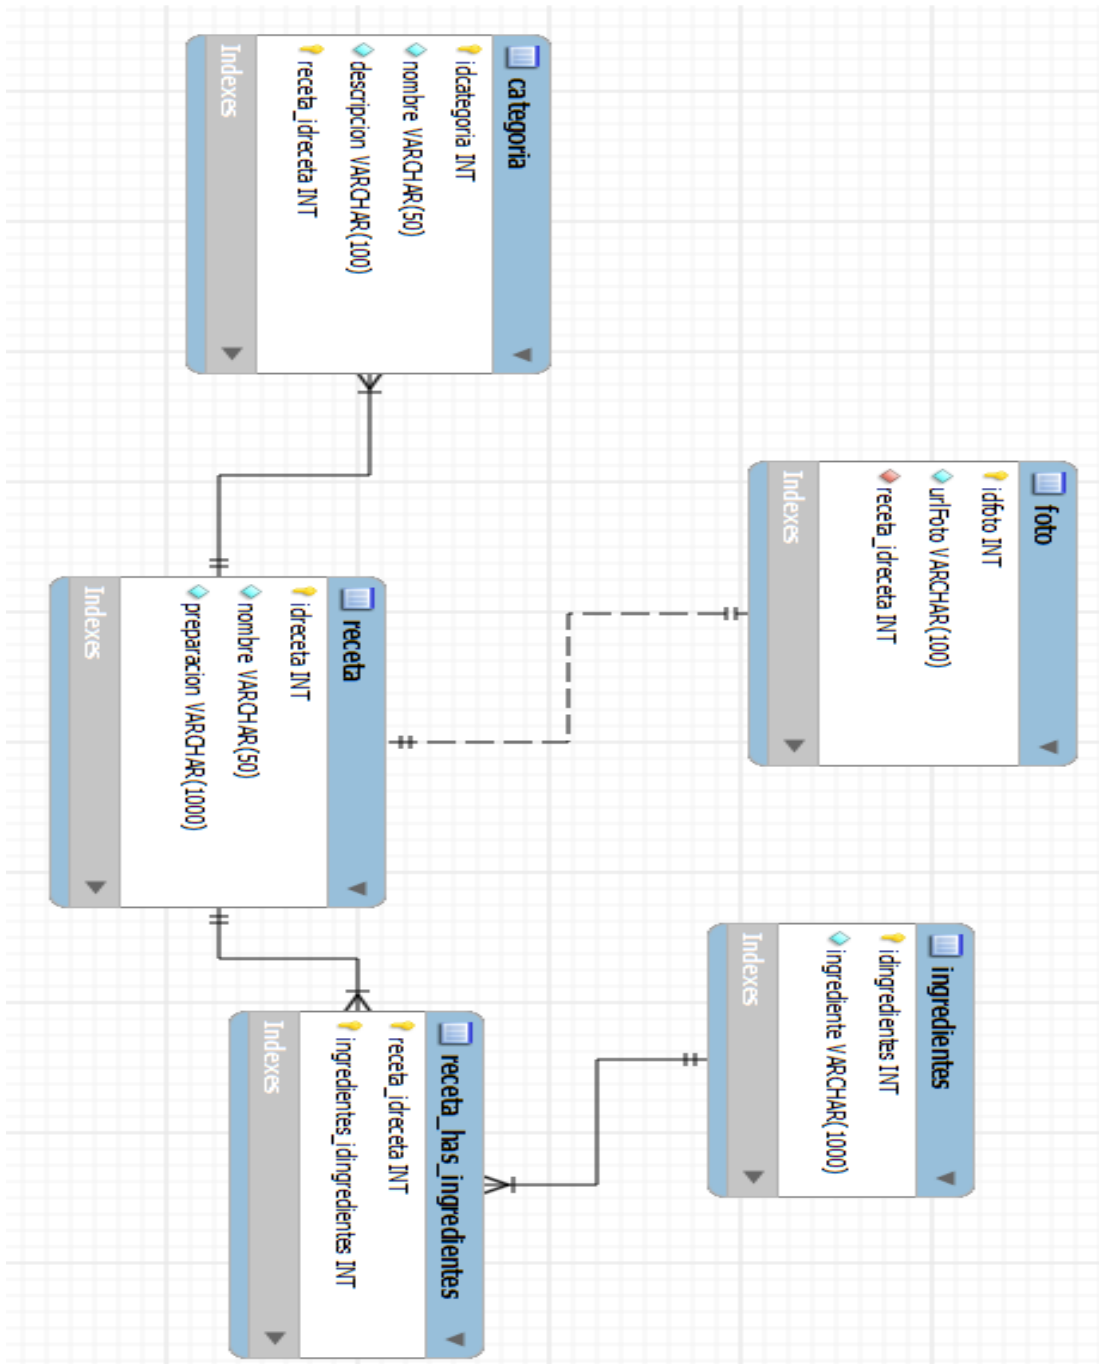 categoria
idcategoria INT
nombre VARCHAR(50)
descripcion VARCHAR(100)
receta_idreceta INT
Indexes
foto
idfoto INT
urlFoto VARCHAR(100)
receta_idreceta INT
Indexes
receta
idreceta INT
nombre VARCHAR(50)
preparacion VARCHAR(1000)
Indexes
ingredientes
idingredientes INT
ingrediente VARCHAR(1000)
Indexes
receta_has_ingredientes
receta_idreceta INT
ingredientes_idingredientes INT
Indexes